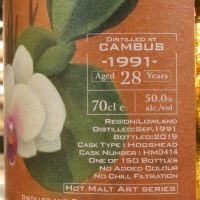 DISTILLED AT
CAMBUS
-1991-
Aged 28 Years
70cl e
50.0%
alc./vol
REGION:LOWLAND
DISTILLED:SEP.1991
BOTTLED:2019
CASK TYPE: HOGSHEAD
CASK NUMBER: HM0414
ONE OF 150 BOTTLES
NO ADDED COLOUR
NO CHILL FILTRATION
HOT MALT ART SERIES